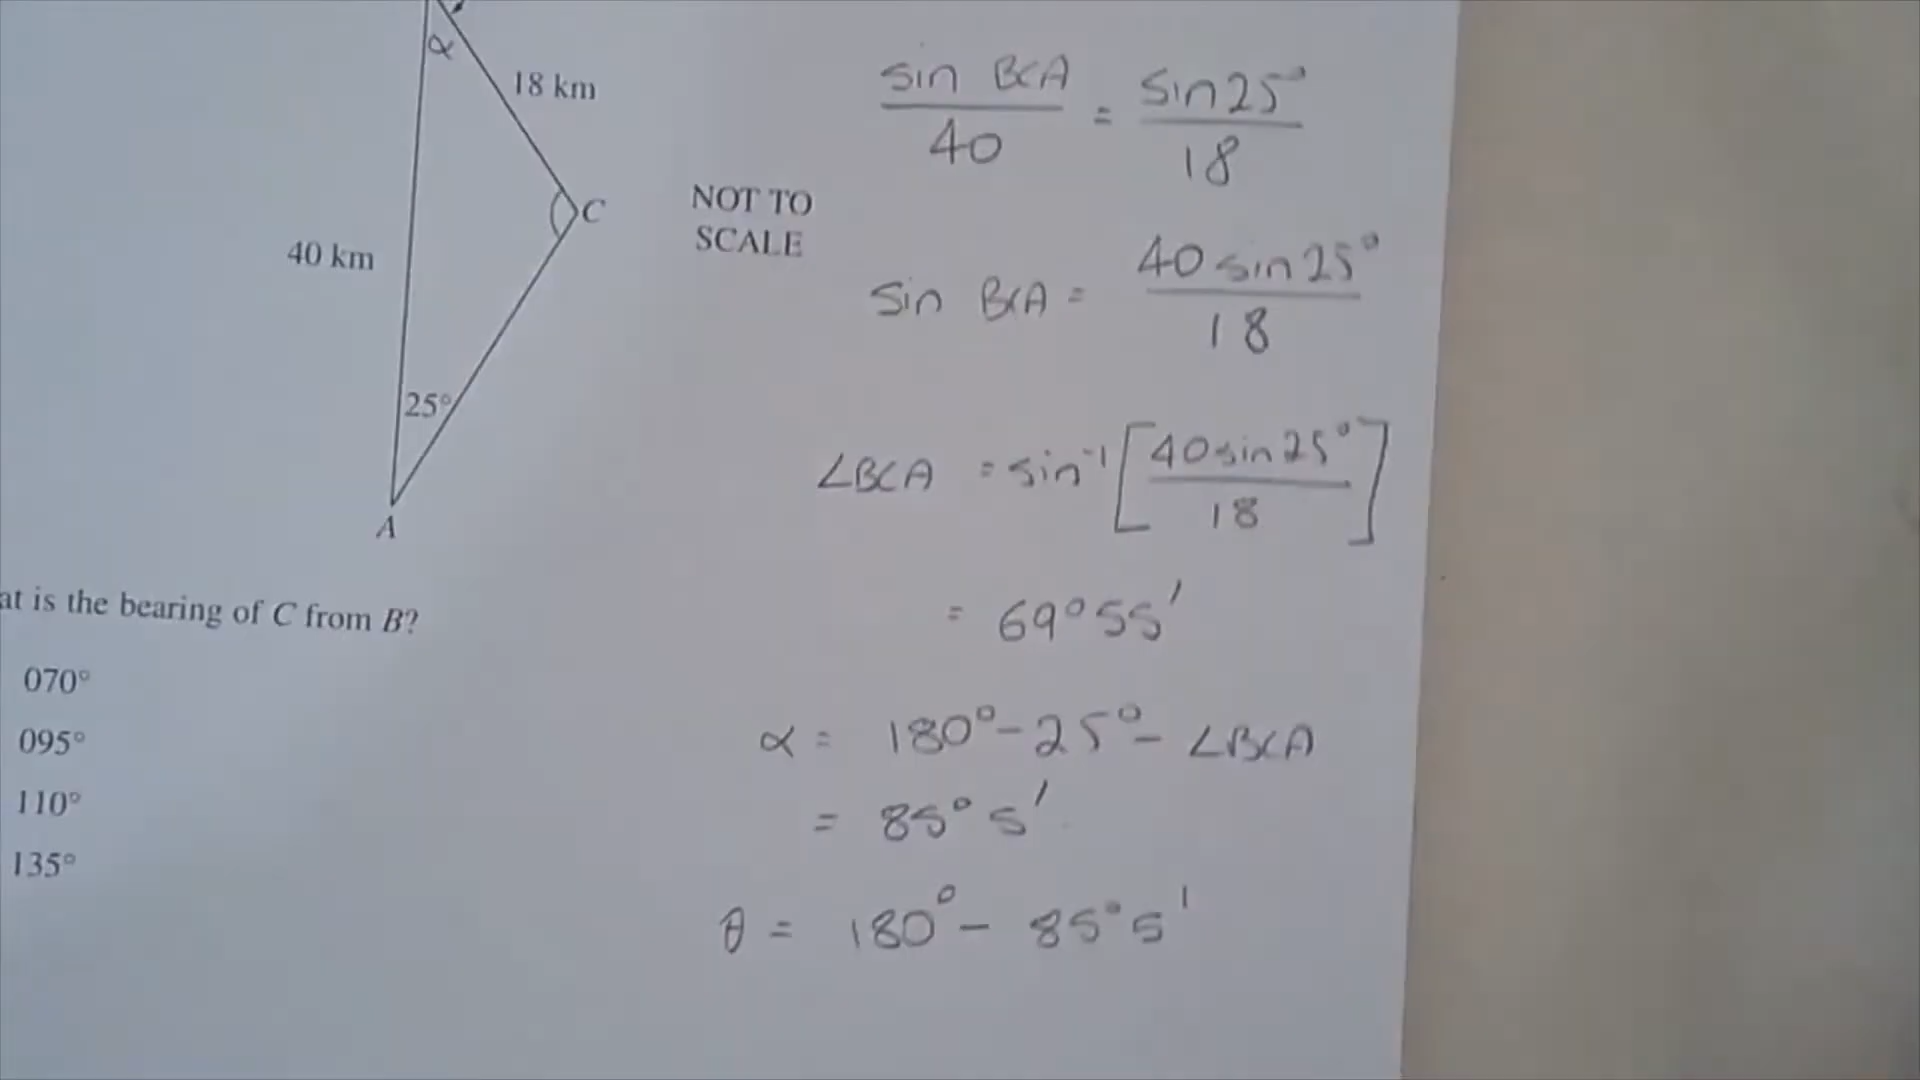 α
18 km
C
NOT TO
SCALE
40 km
25°
A
at is the bearing of C from B?
070°
095°
110°
135°
sin BCA / 40 = sin 25° / 18
sin BCA = 40 sin 25° / 18
∠BCA = sin⁻¹ [ 40 sin 25° / 18 ]
= 69°55'
α = 180° - 25° - ∠BCA
= 85°5'
θ = 180° - 85°5'